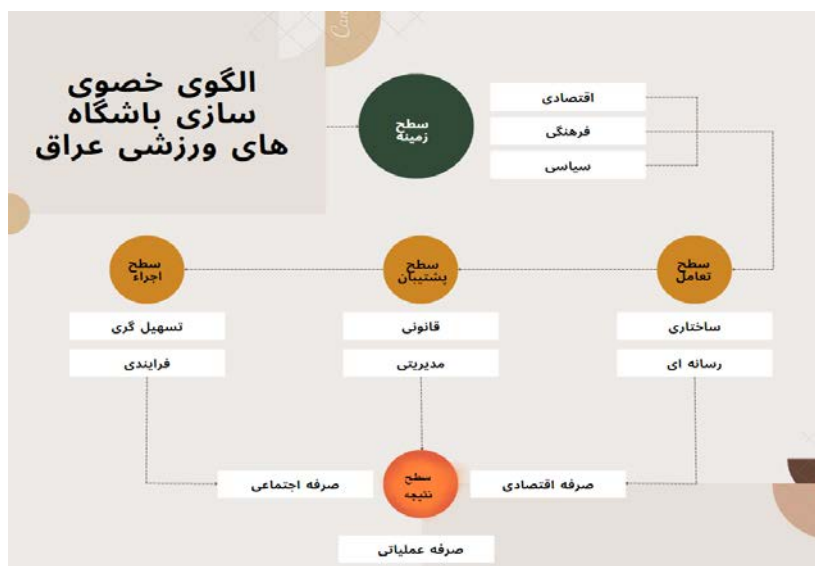 الگوی خصوی
سازی باشگاه
های ورزشی عراق
سطح
زمینه
اقتصادی
فرهنگی
سیاسی
سطح
تعامل
سطح
پشتیبان
سطح
اجراء
ساختاری
قانونی
تسهیل گری
رسانه ای
مدیریتی
فرایندی
سطح
نتیجه
صرفه اقتصادی
صرفه اجتماعی
صرفه عملیاتی